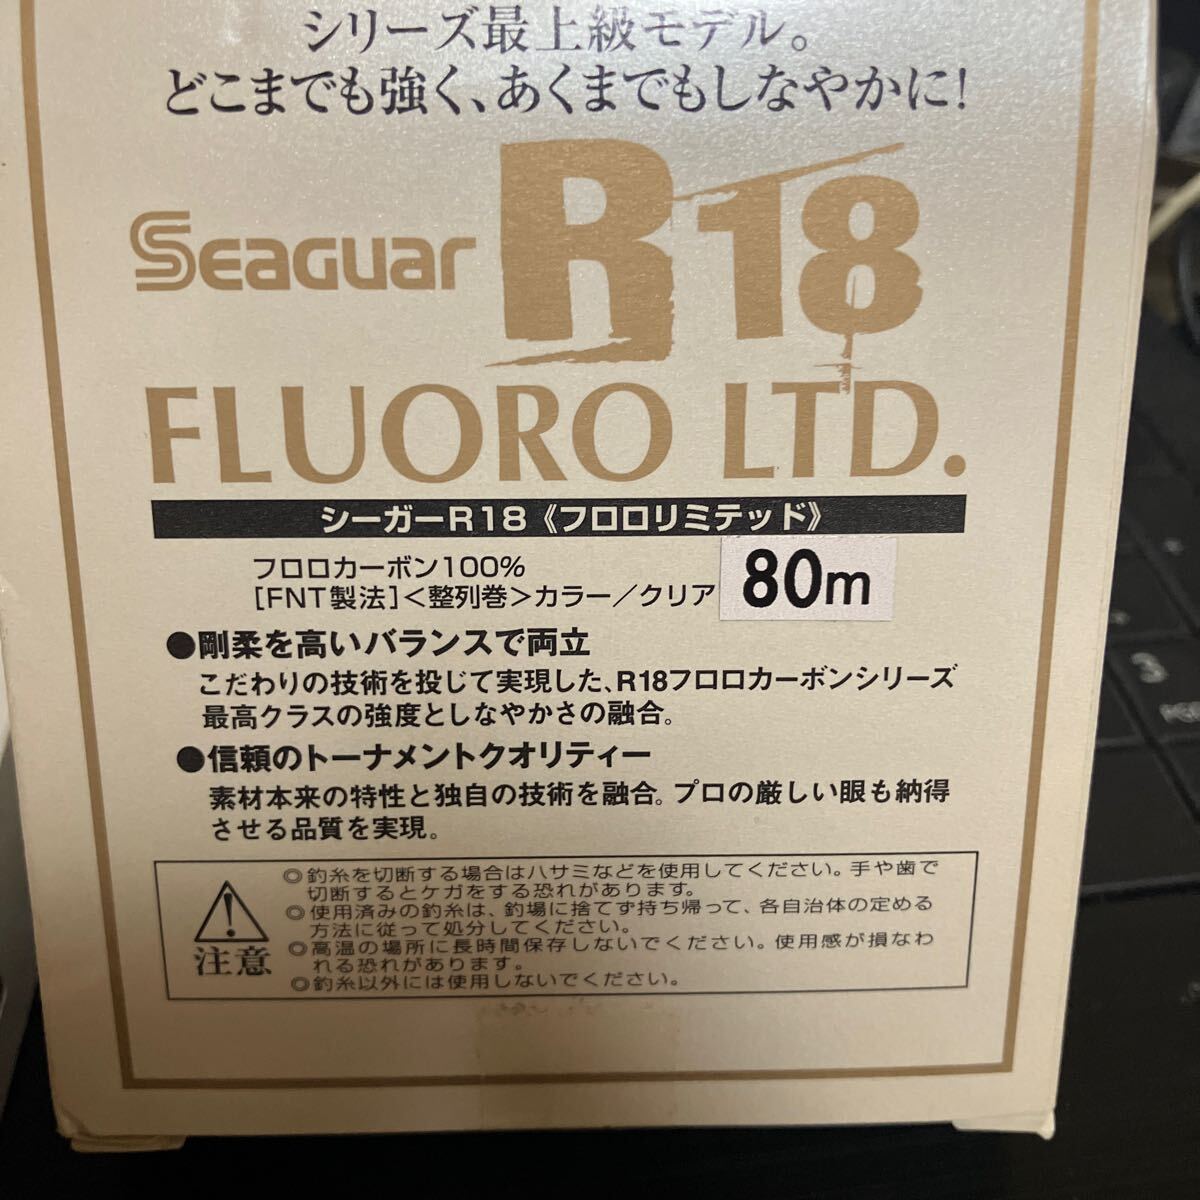 シリーズ最上級モデル。
どこまでも強く、あくまでもしなやかに!
Seaguar R18
FLUORO LTD.
シーガーR18《フロロリミテッド》
フロロカーボン100%
[FNT製法]<整列巻>カラー/クリア 80m
●剛柔を高いバランスで両立
こだわりの技術を投じて実現した、R18フロロカーボンシリーズ
最高クラスの強度としなやかさの融合。
●信頼のトーナメントクオリティー
素材本来の特性と独自の技術を融合。プロの厳しい眼も納得
させる品質を実現。
注意
◎釣糸を切断する場合はハサミなどを使用してください。手や歯で
切断するとケガをする恐れがあります。
◎使用済みの釣糸は、釣場に捨てず持ち帰って、各自治体の定める
方法に従って処分してください。
◎高温の場所に長時間保存しないでください。使用感が損なわ
れる恐れがあります。
◎釣糸以外には使用しないでください。
3